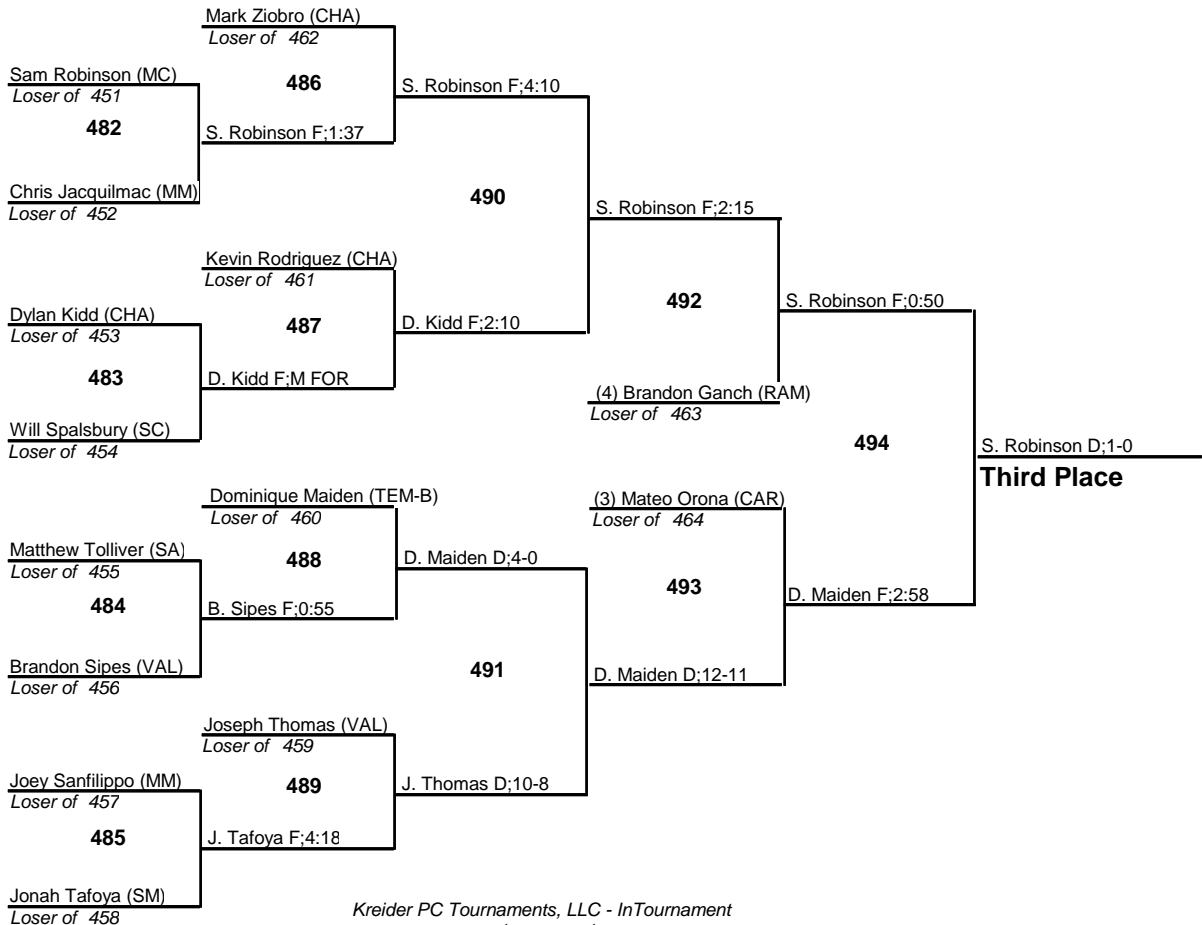 Mark Ziobro (CHA)
Loser of 462
Sam Robinson (MC)
Loser of 451
486
S. Robinson F;4:10
482
S. Robinson F;1:37
Chris Jacquilmac (MM)
Loser of 452
490
S. Robinson F;2:15
Kevin Rodriguez (CHA)
Loser of 461
492
S. Robinson F;0:50
Dylan Kidd (CHA)
Loser of 453
487
D. Kidd F;2:10
483
D. Kidd F;M FOR
(4) Brandon Ganch (RAM)
Loser of 463
Will Spalsbury (SC)
Loser of 454
494
S. Robinson D;1-0
Third Place
Dominique Maiden (TEM-B)
Loser of 460
(3) Mateo Orona (CAR)
Loser of 464
Matthew Tolliver (SA)
Loser of 455
488
D. Maiden D;4-0
493
D. Maiden F;2:58
484
B. Sipes F;0:55
Brandon Sipes (VAL)
Loser of 456
491
D. Maiden D;12-11
Joseph Thomas (VAL)
Loser of 459
Joey Sanfilippo (MM)
Loser of 457
489
J. Thomas D;10-8
485
J. Tafoya F;4:18
Jonah Tafoya (SM)
Loser of 458
Kreider PC Tournaments, LLC - InTournament